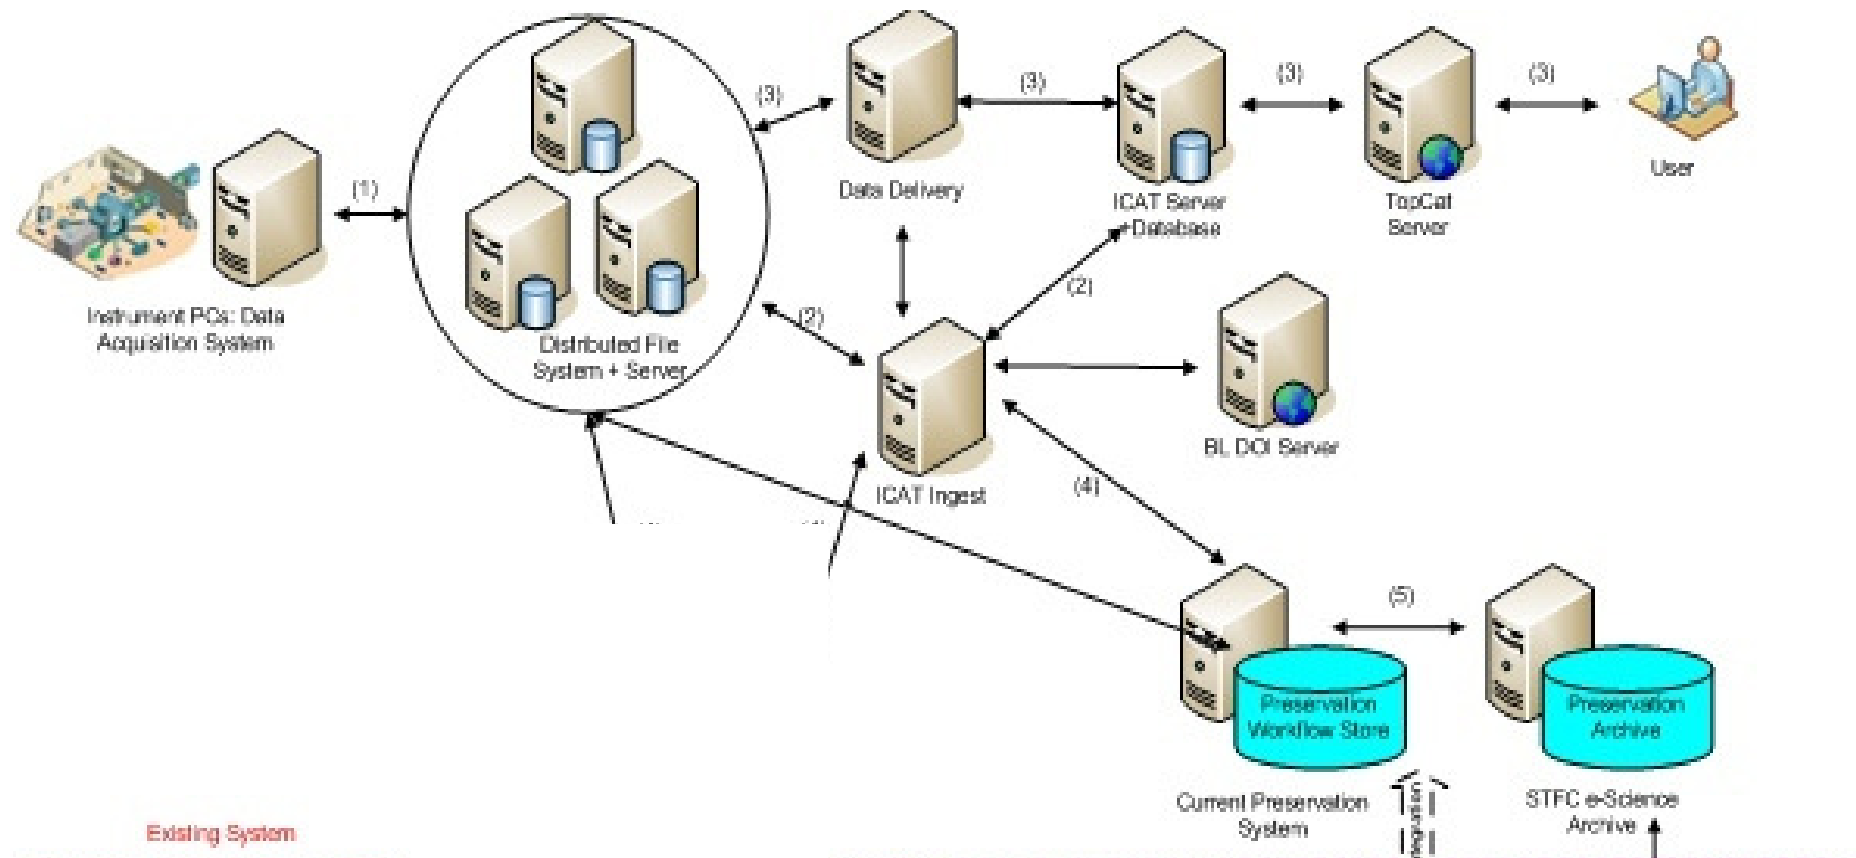 (3)
(3)
(3)
(3)
User
Data Delivery
ICAT Server
+Database
TopCat
Server
(1)
Instrument PCs: Data
Acquisition System
Distributed File
System + Server
(2)
(2)
BL DOI Server
ICAT Ingest
(4)
(5)
Preservation
Workflow Store
Preservation
Archive
Current Preservation
System
STFC e-Science
Archive
Existing System